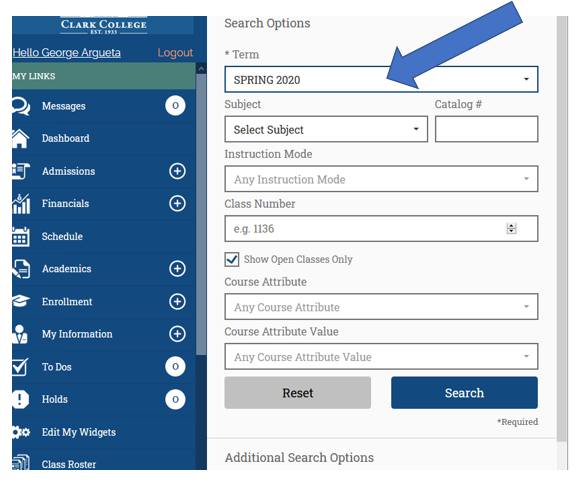 CLARK COLLEGE
EST. 1933
Hello George Argueta
Logout
MY LINKS
Messages
0
Dashboard
Admissions
Financials
Schedule
Academics
Enrollment
My Information
To Dos
0
Holds
0
Edit My Widgets
Class Roster
Search Options
* Term
SPRING 2020
Subject
Catalog #
Select Subject
Instruction Mode
Any Instruction Mode
Class Number
e.g. 1136
Show Open Classes Only
Course Attribute
Any Course Attribute
Course Attribute Value
Any Course Attribute Value
Reset
Search
*Required
Additional Search Options